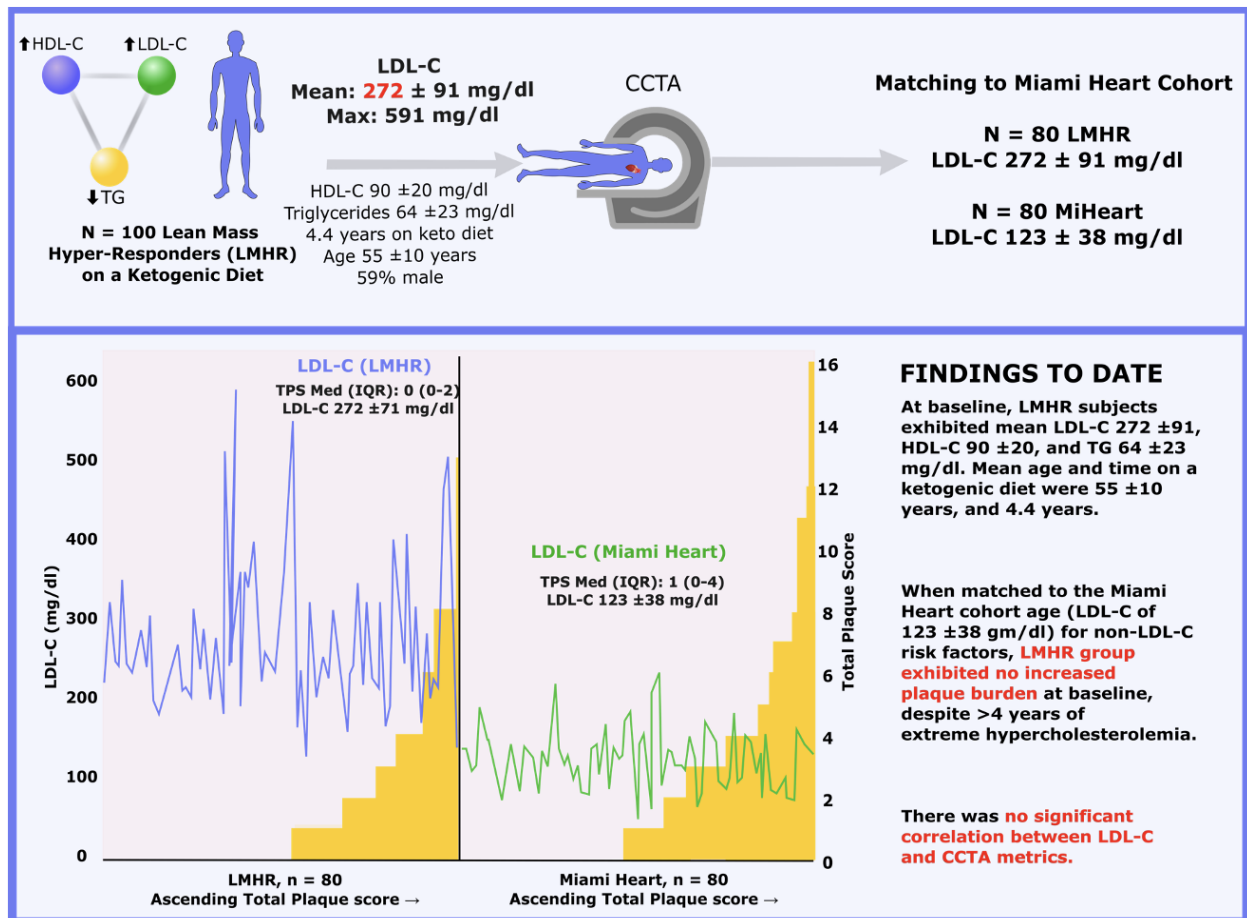 ⬆HDL-C
⬆LDL-C
⬇TG
N = 100 Lean Mass
Hyper-Responders (LMHR)
on a Ketogenic Diet
LDL-C
Mean: 272 ± 91 mg/dl
Max: 591 mg/dl
HDL-C 90 ±20 mg/dl
Triglycerides 64 ±23 mg/dl
4.4 years on keto diet
Age 55 ±10 years
59% male
CCTA
Matching to Miami Heart Cohort
N = 80 LMHR
LDL-C 272 ± 91 mg/dl
N = 80 MiHeart
LDL-C 123 ± 38 mg/dl
LDL-C (mg/dl)
600
500
400
300
200
100
0
LDL-C (LMHR)
TPS Med (IQR): 0 (0-2)
LDL-C 272 ±71 mg/dl
LDL-C (Miami Heart)
TPS Med (IQR): 1 (0-4)
LDL-C 123 ±38 mg/dl
16
14
12
10
8
6
4
2
0
Total Plaque Score
LMHR, n = 80
Ascending Total Plaque score →
Miami Heart, n = 80
Ascending Total Plaque score →
FINDINGS TO DATE
At baseline, LMHR subjects
exhibited mean LDL-C 272 ±91,
HDL-C 90 ±20, and TG 64 ±23
mg/dl. Mean age and time on a
ketogenic diet were 55 ±10
years, and 4.4 years.
When matched to the Miami
Heart cohort age (LDL-C of
123 ±38 gm/dl) for non-LDL-C
risk factors, LMHR group
exhibited no increased
plaque burden at baseline,
despite >4 years of
extreme hypercholesterolemia.
There was no significant
correlation between LDL-C
and CCTA metrics.